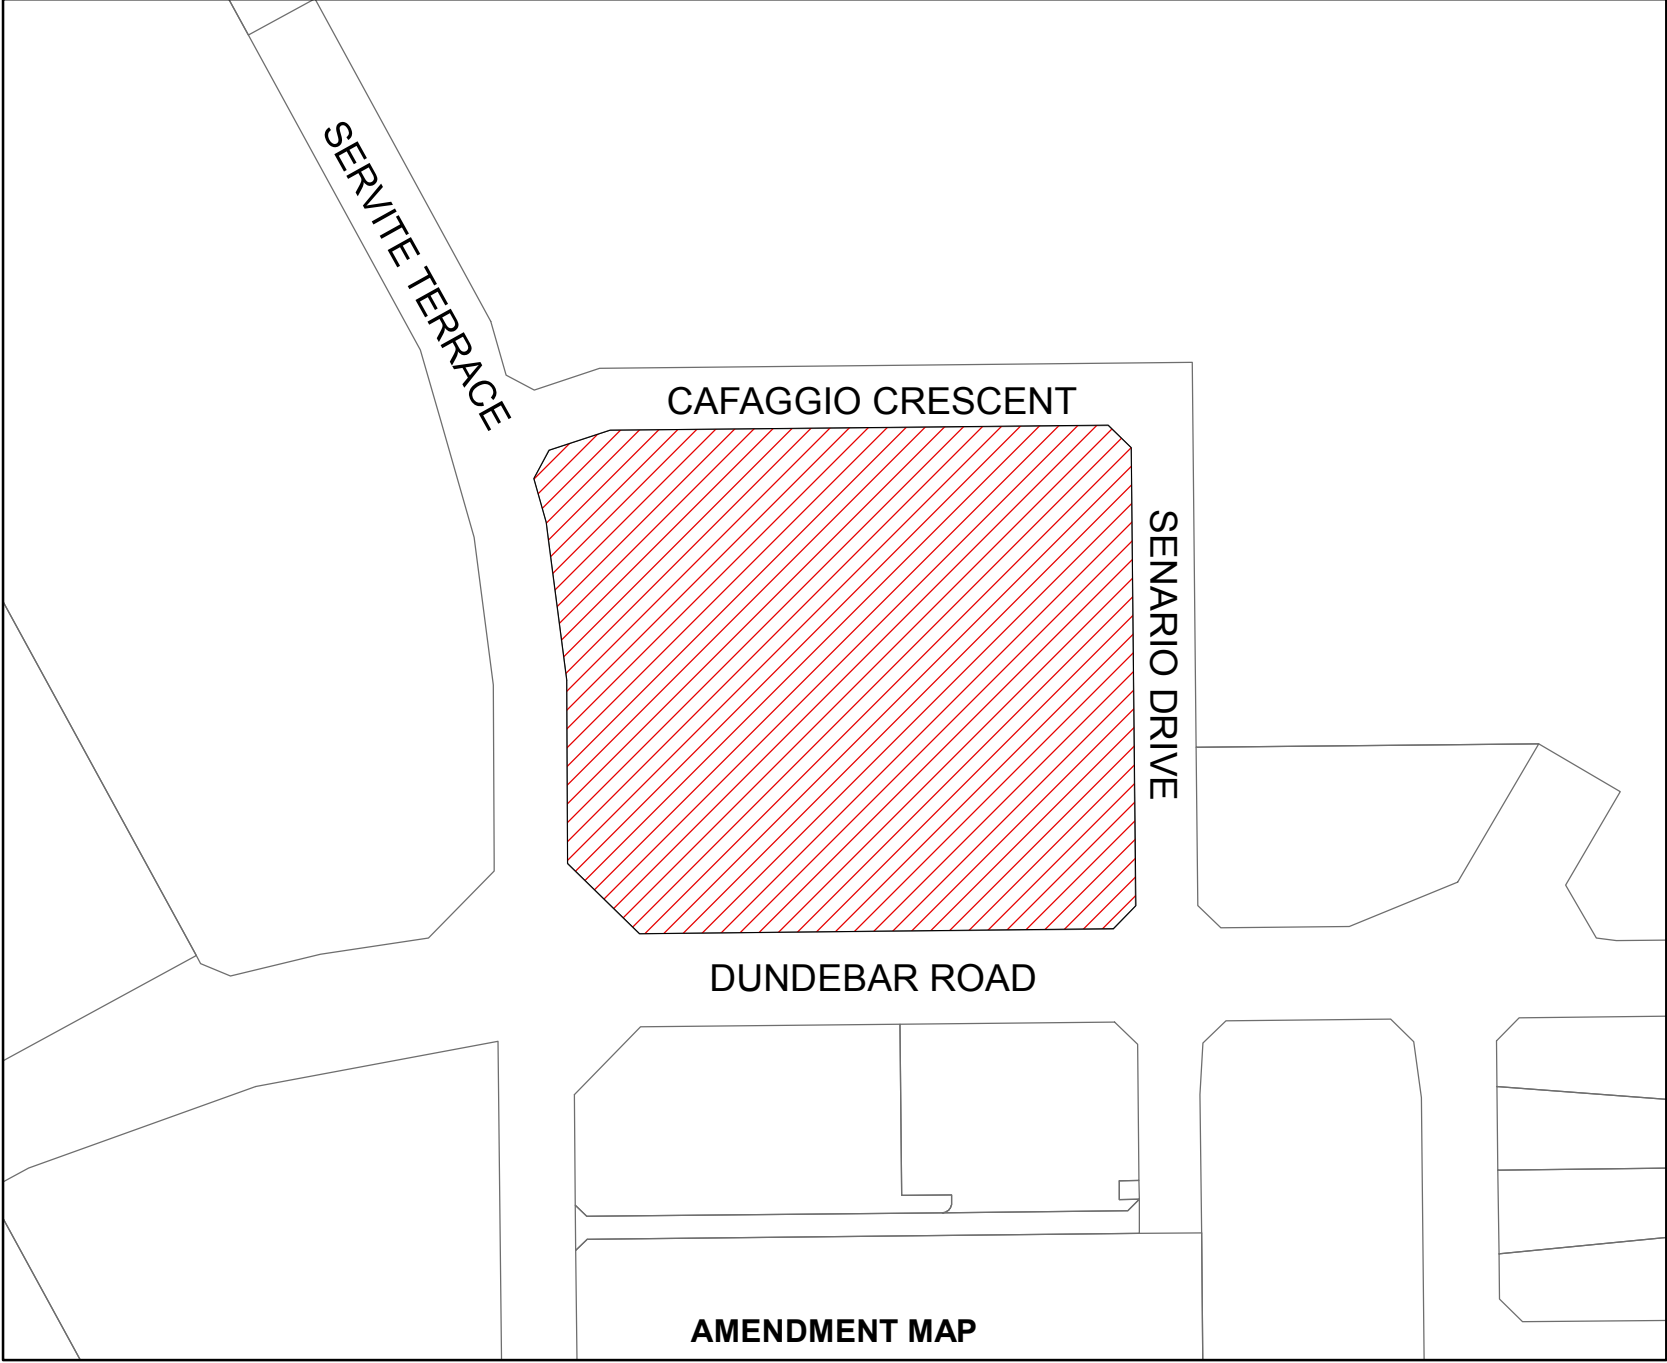 SERVITE TERRACE
CAFAGGIO CRESCENT
SENARIO DRIVE
DUNDEBAR ROAD
AMENDMENT MAP